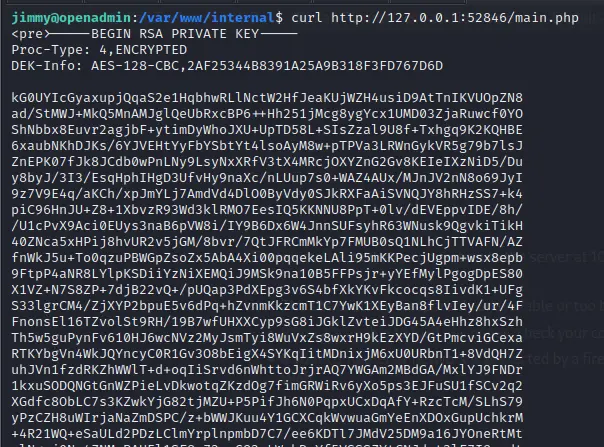 jimmy@openadmin:/var/www/internal$ curl http://127.0.0.1:52846/main.php
<pre>-----BEGIN RSA PRIVATE KEY-----
Proc-Type: 4,ENCRYPTED
DEK-Info: AES-128-CBC,2AF25344B8391A25A9B318F3FD767D6D

kG0UYIcGyaxupjQqaS2e1HqbhwRLlNctW2HfJeaKUjWZH4usiD9AtTnIKVUOpZN8
ad/StMWJ+MkQ5MnAMJglQeUbRxcBP6++Hh251jMcg8ygYcx1UMD03ZjaRuwcf0YO
ShNbbx8Euvr2agjbF+ytimDyWhoJXU+UpTD58L+SIsZzal9U8f+Txhgq9K2KQHBE
6xaubNKhDJKs/6YJVEHtYyFbYSbtYt4lsoAyM8w+pTPVa3LRWnGykVR5g79b7lsJ
ZnEPK07fJk8JCdb0wPnLNy9LsyNxXRfV3tX4MRcjOXYZnG2Gv8KEIeIXzNiD5/Du
y8byJ/3I3/EsqHphIHgD3UfvHy9naXc/nLUup7s0+WAZ4AUx/MJnJV2nN8o69JyI
9z7V9E4q/aKCh/xpJmYLj7AmdVd4DlO0ByVdy0SJkRXFaAiSVNQJY8hRHzSS7+k4
piC96HnJU+Z8+1XbvzR93Wd3klRMO7EesIQ5KKNNU8PpT+0lv/dEVEppvIDE/8h/
/U1cPvX9Aci0EUys3naB6pVW8i/IY9B6Dx6W4JnnSUFsyhR63WNusk9QgvkiTikH
40ZNca5xHPij8hvUR2v5jGM/8bvr/7QtJFRCmMkYp7FMUB0sQ1NLhCjTTVAFN/AZ
fnWkJ5u+To0qzuPBWGpZsoZx5AbA4Xi00pqqekeLAli95mKKPecjUgpm+wsx8epb
9FtpP4aNR8LYlpKSDiiYzNiXEMQiJ9MSk9na10B5FFPsjr+yYEfMylPgogDpES80
X1VZ+N7S8ZP+7djB22vQ+/pUQap3PdXEpg3v6S4bfXkYKvFkcocqs8IivdK1+UFg
S33lgrCM4/ZjXYP2bpuE5v6dPq+hZvnmKkzcmT1C7YwK1XEyBan8flvIey/ur/4F
FnonsEl16TZvolSt9RH/19B7wfUHXXCyp9sG8iJGklZvteiJDG45A4eHhz8hxSzh
Th5w5guPynFv610HJ6wcNVz2MyJsmTyi8WuVxZs8wxrH9kEzXYD/GtPmcviGCexa
RTKYbgVn4WkJQYncyC0R1Gv3O8bEigX4SYKqIitMDnixjM6xU0URbnT1+8VdQH7Z
uhJVn1fzdRKZhWWlT+d+oqIiSrvd6nWhttoJrjrAQ7YWGAm2MBdGA/MxlYJ9FNDr
1kxuSODQNGtGnWZPieLvDkwotqZKzdOg7fimGRWiRv6yXo5ps3EJFuSU1fSCv2q2
XGdfc8ObLC7s3KZwkYjG82tjMZU+P5PifJh6N0PqpxUCxDqAfY+RzcTcM/SLhS79
yPzCZH8uWIrjaNaZmDSPC/z+bWWJKuu4Y1GCXCqkWvwuaGmYeEnXDOxGupUchkrM
+4R21WQ+eSaULd2PDzLClmYrplnpmbD7C7/ee6KDTl7JMdV25DM9a16JYOneRtMt